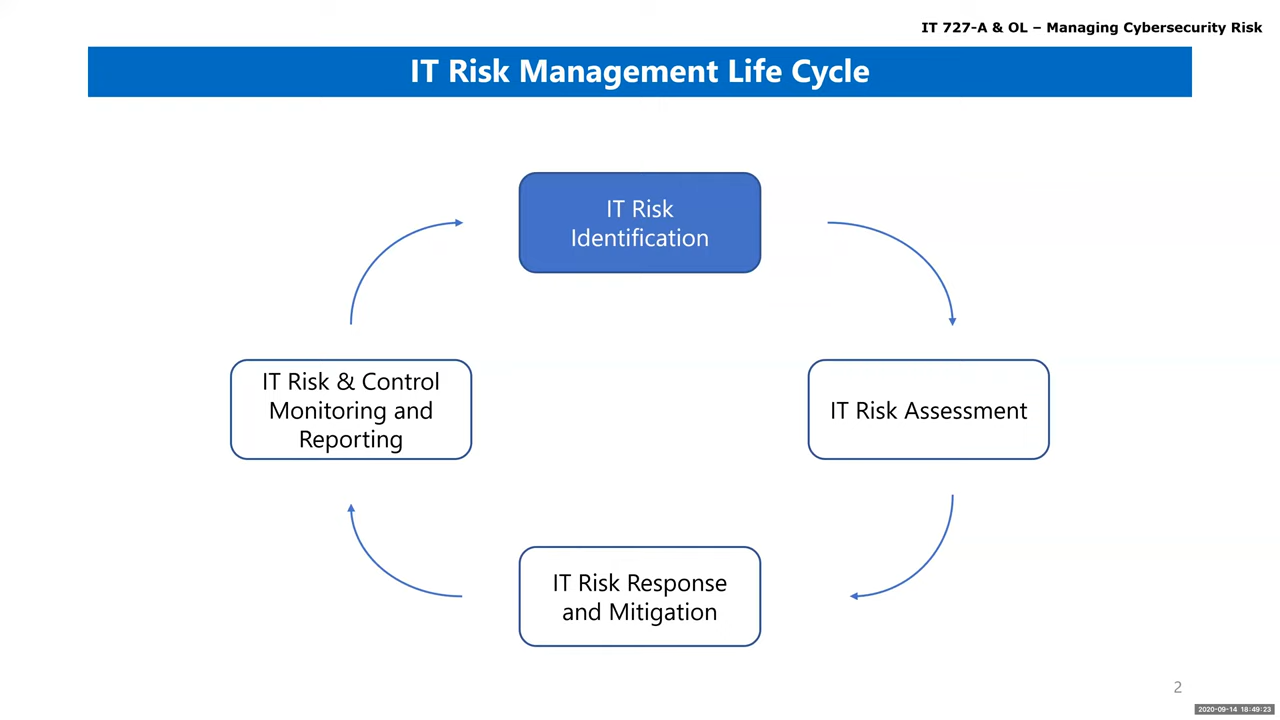 IT 727-A & OL – Managing Cybersecurity Risk
IT Risk Management Life Cycle
IT Risk
Identification
IT Risk & Control
Monitoring and
Reporting
IT Risk Assessment
IT Risk Response
and Mitigation
2
2020-09-14 18:49:23